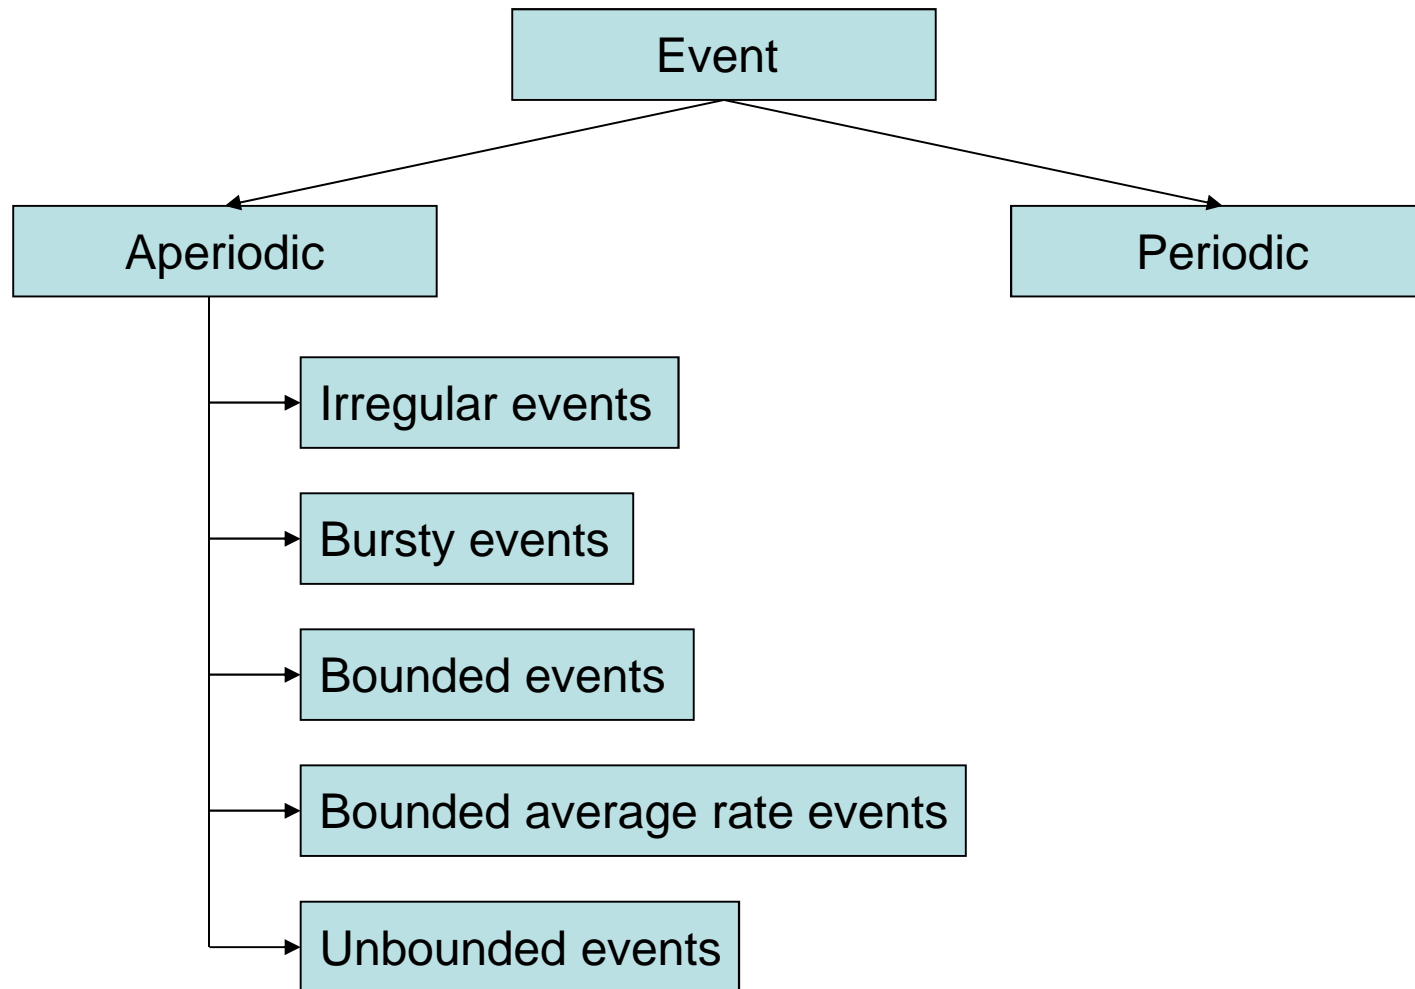 Event
Aperiodic
Periodic
Irregular events
Bursty events
Bounded events
Bounded average rate events
Unbounded events